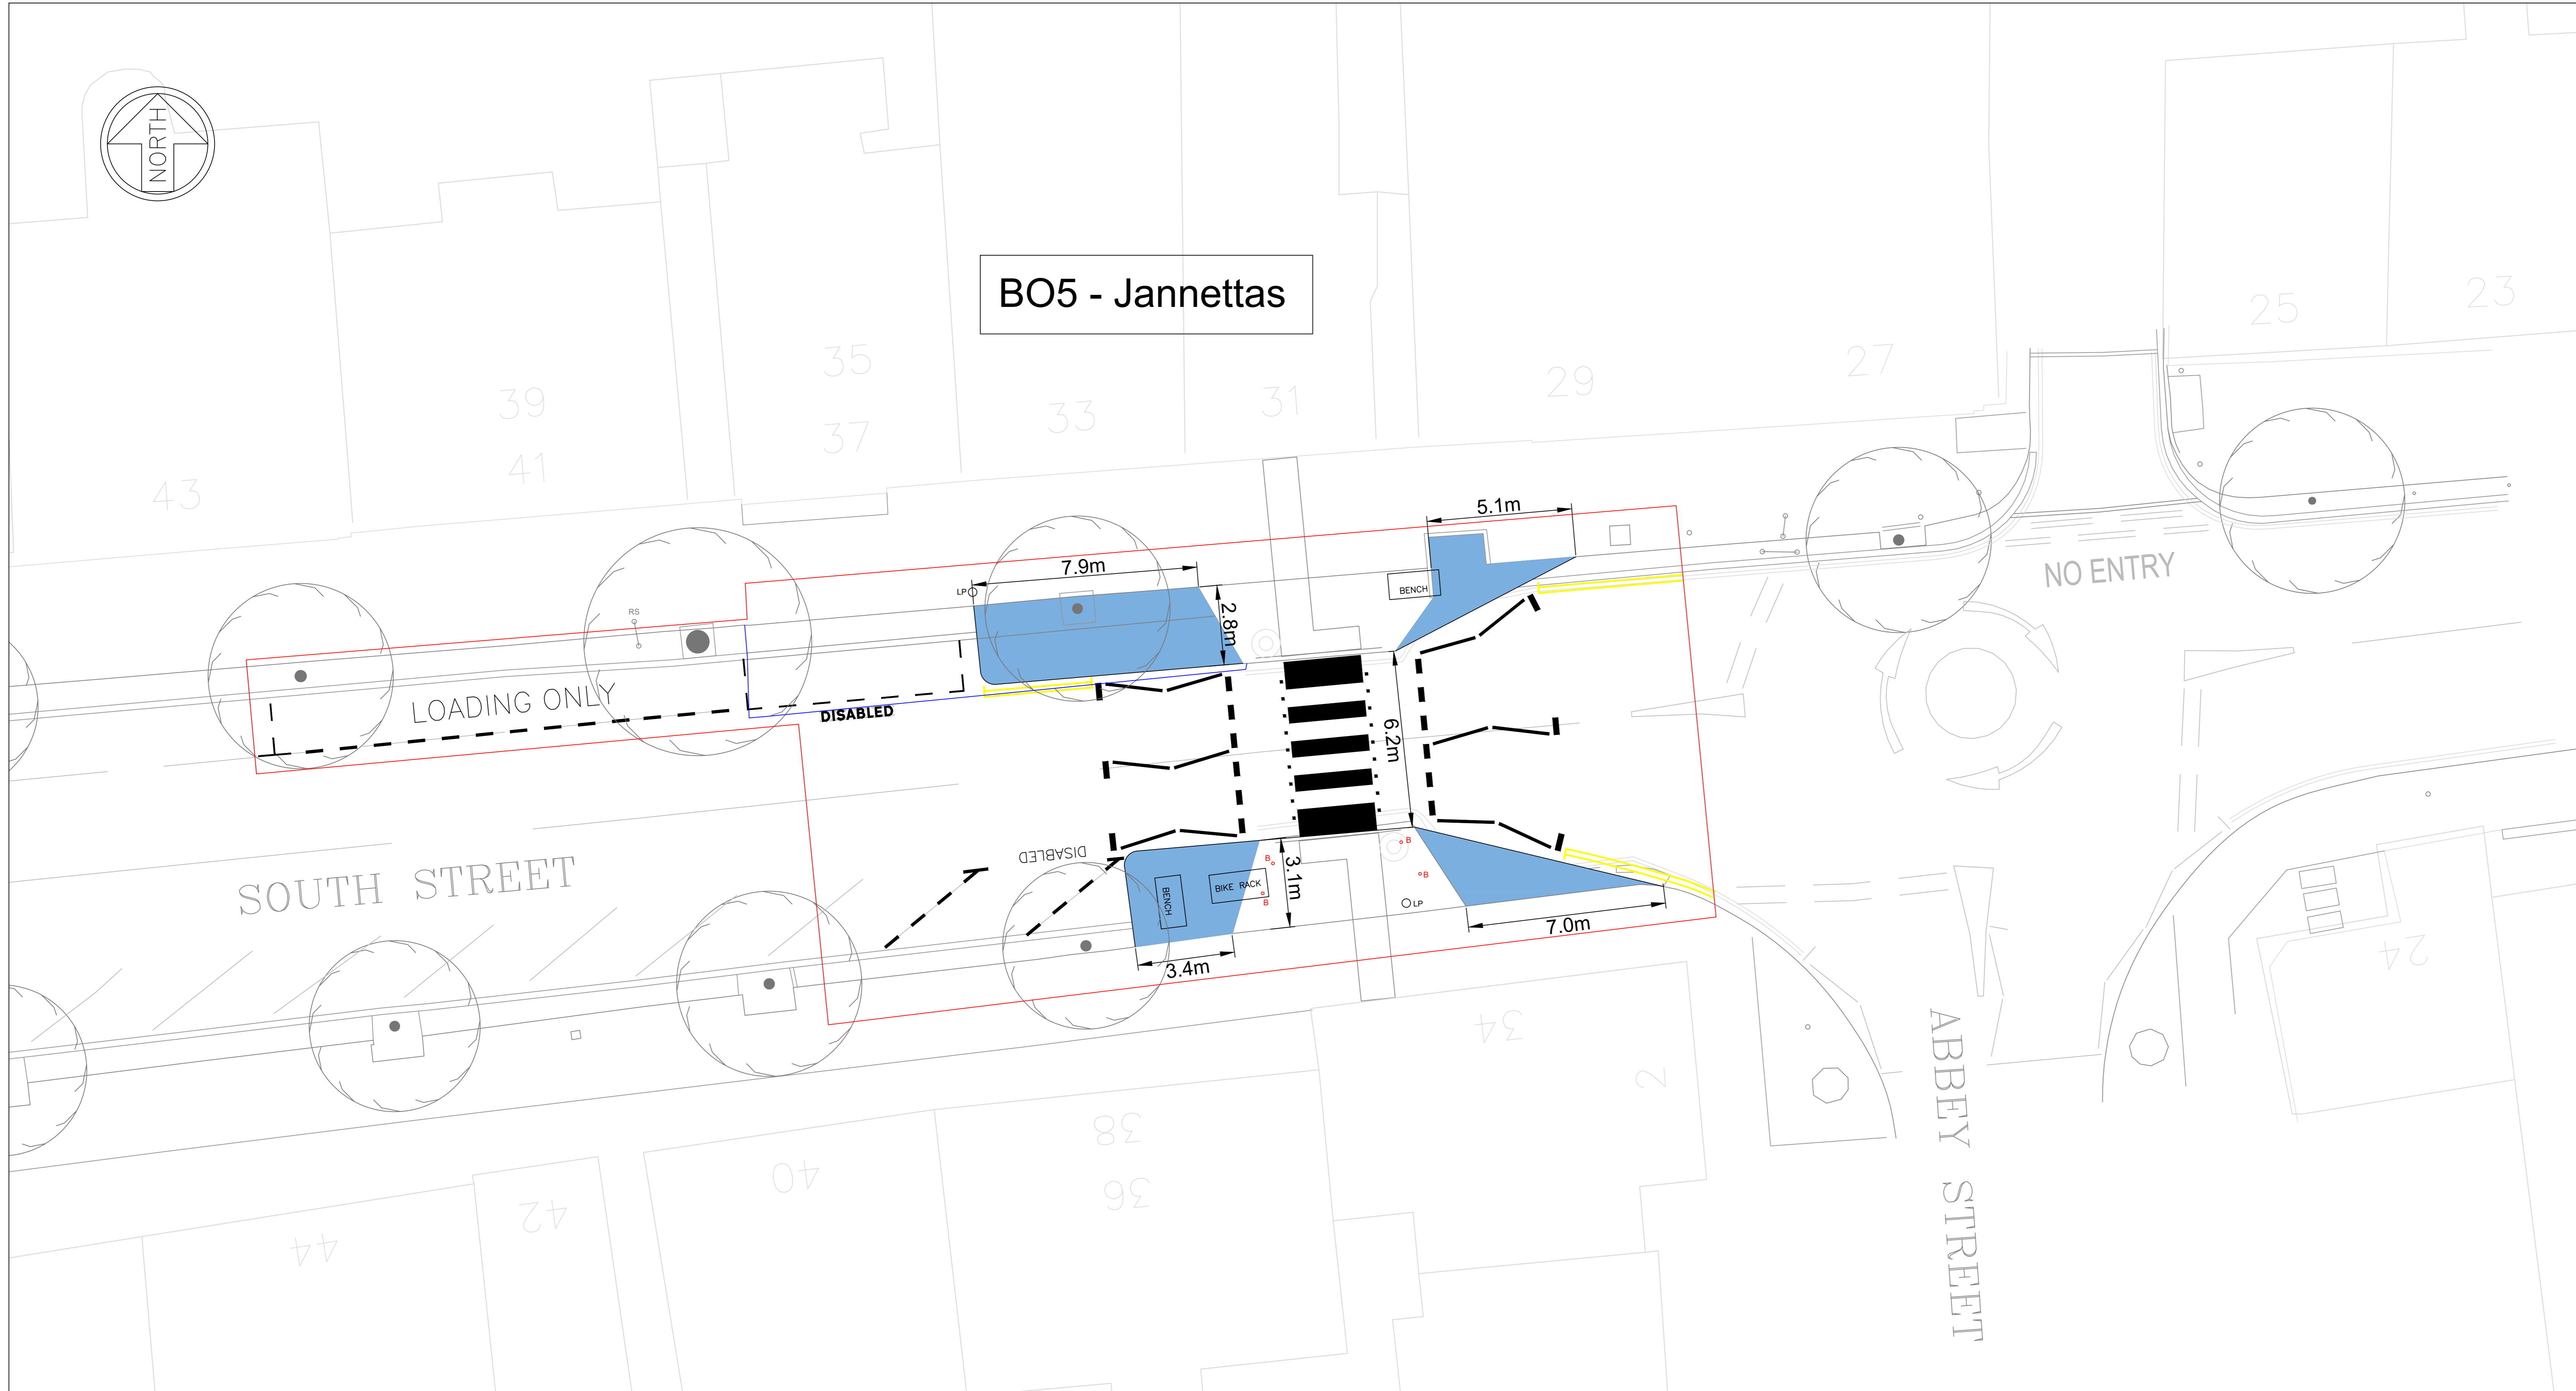 NORTH
BO5 - Jannettas
25
23
35
27
29
39
31
33
37
41
43
5.1m
7.9m
NO ENTRY
LP
BENCH
RS
2.8m
LOADING ONLY
DISABLED
6.2m
DISABLED
SOUTH STREET
B
B
3.1m
B
BENCH
BIKE RACK
B
LP
7.0m
3.4m
24
34
2
ABBEY STREET
38
36
40
42
44